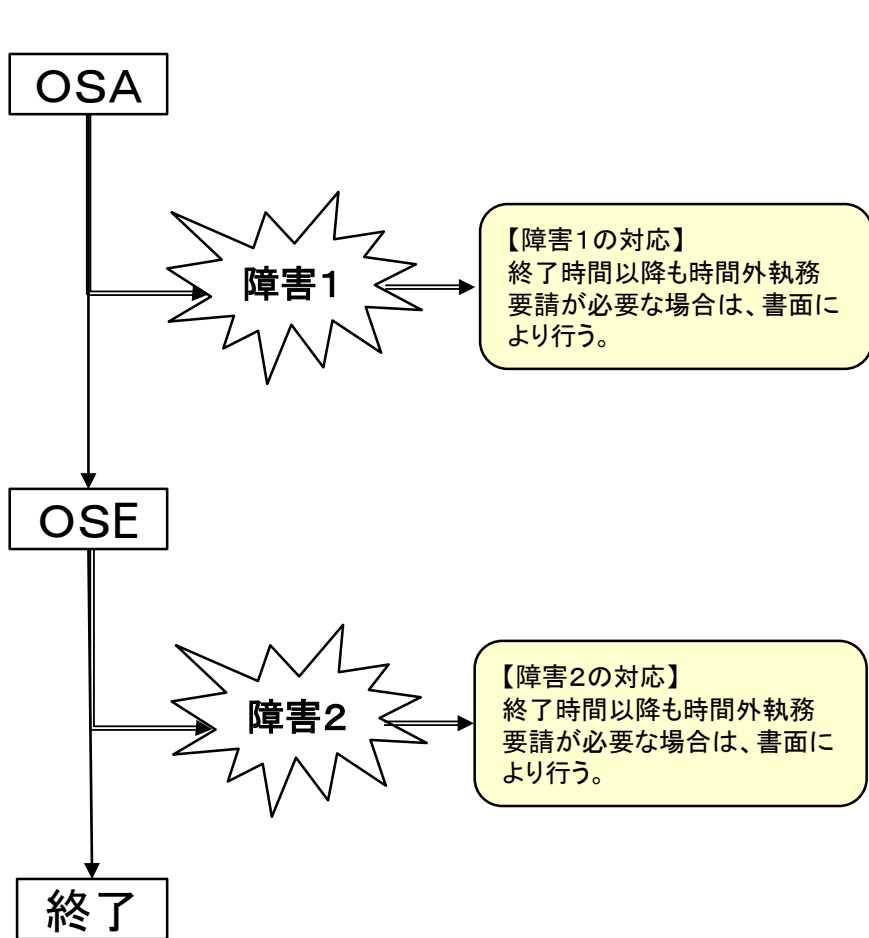 OSA
障害1
【障害1の対応】
終了時間以降も時間外執務
要請が必要な場合は、書面に
より行う。
OSE
障害2
【障害2の対応】
終了時間以降も時間外執務
要請が必要な場合は、書面に
より行う。
終了